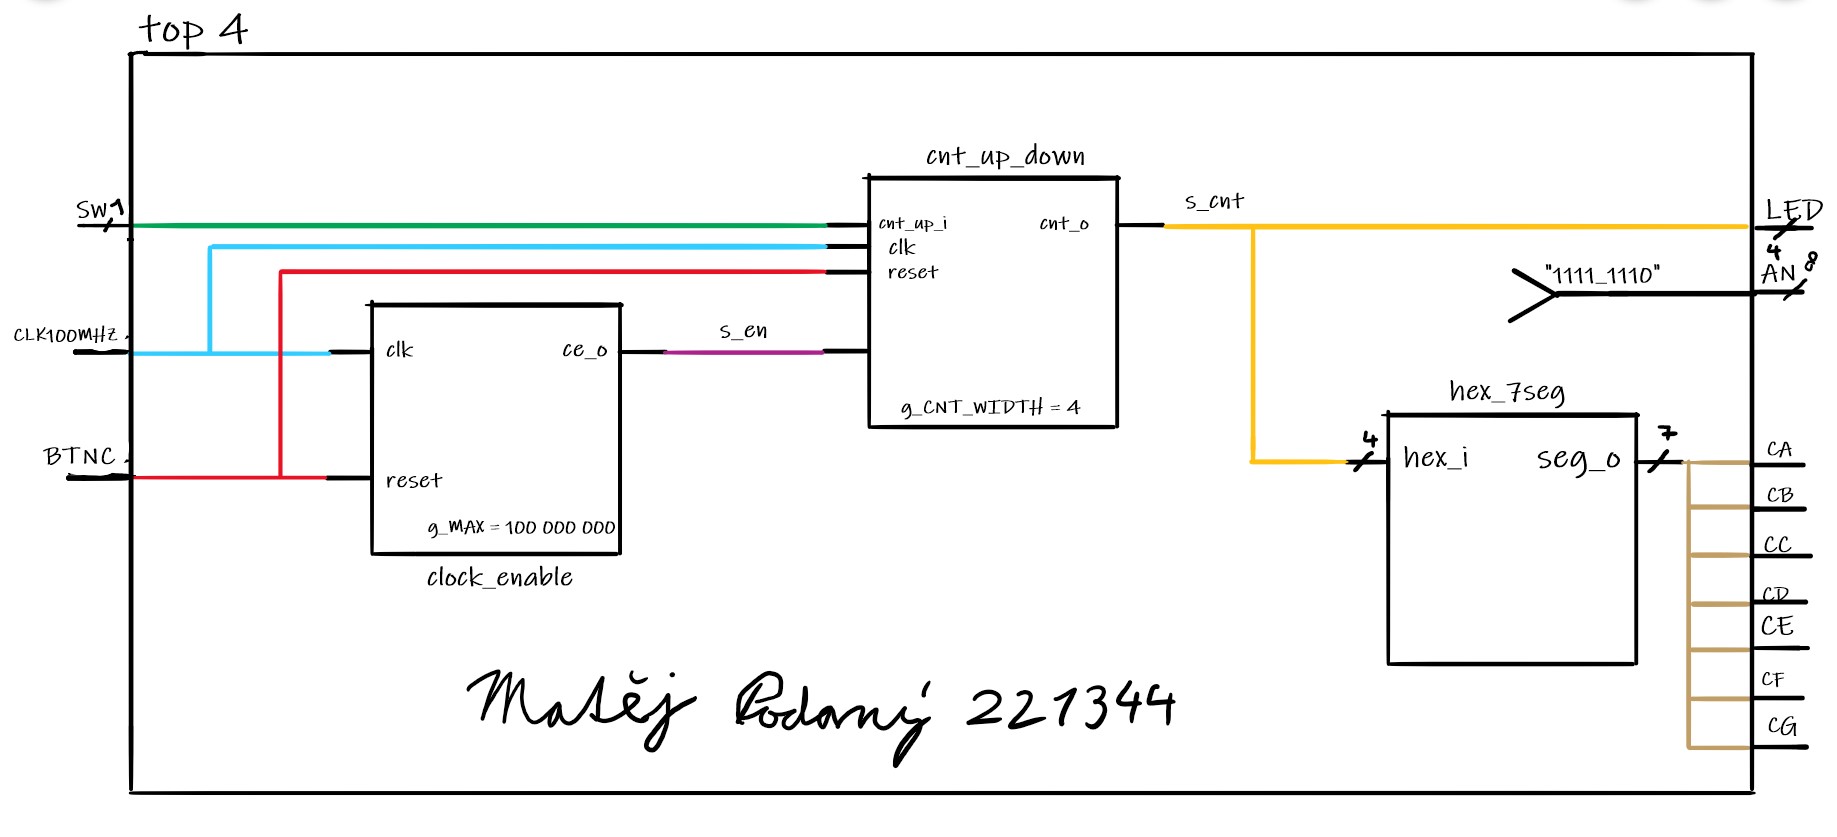 top 4
cnt_up_down
SW
1
cnt_up_i
cnt_o
s_cnt
LED
4
clk
reset
"1111_1110"
AN
8
CLK100MHZ
clk
ce_o
s_en
g_CNT_WIDTH = 4
BTNC
reset
g_MAX = 100 000 000
clock_enable
hex_7seg
4
hex_i
seg_o
7
CA
CB
CC
CD
CE
CF
CG
Matěj Podaný 221344